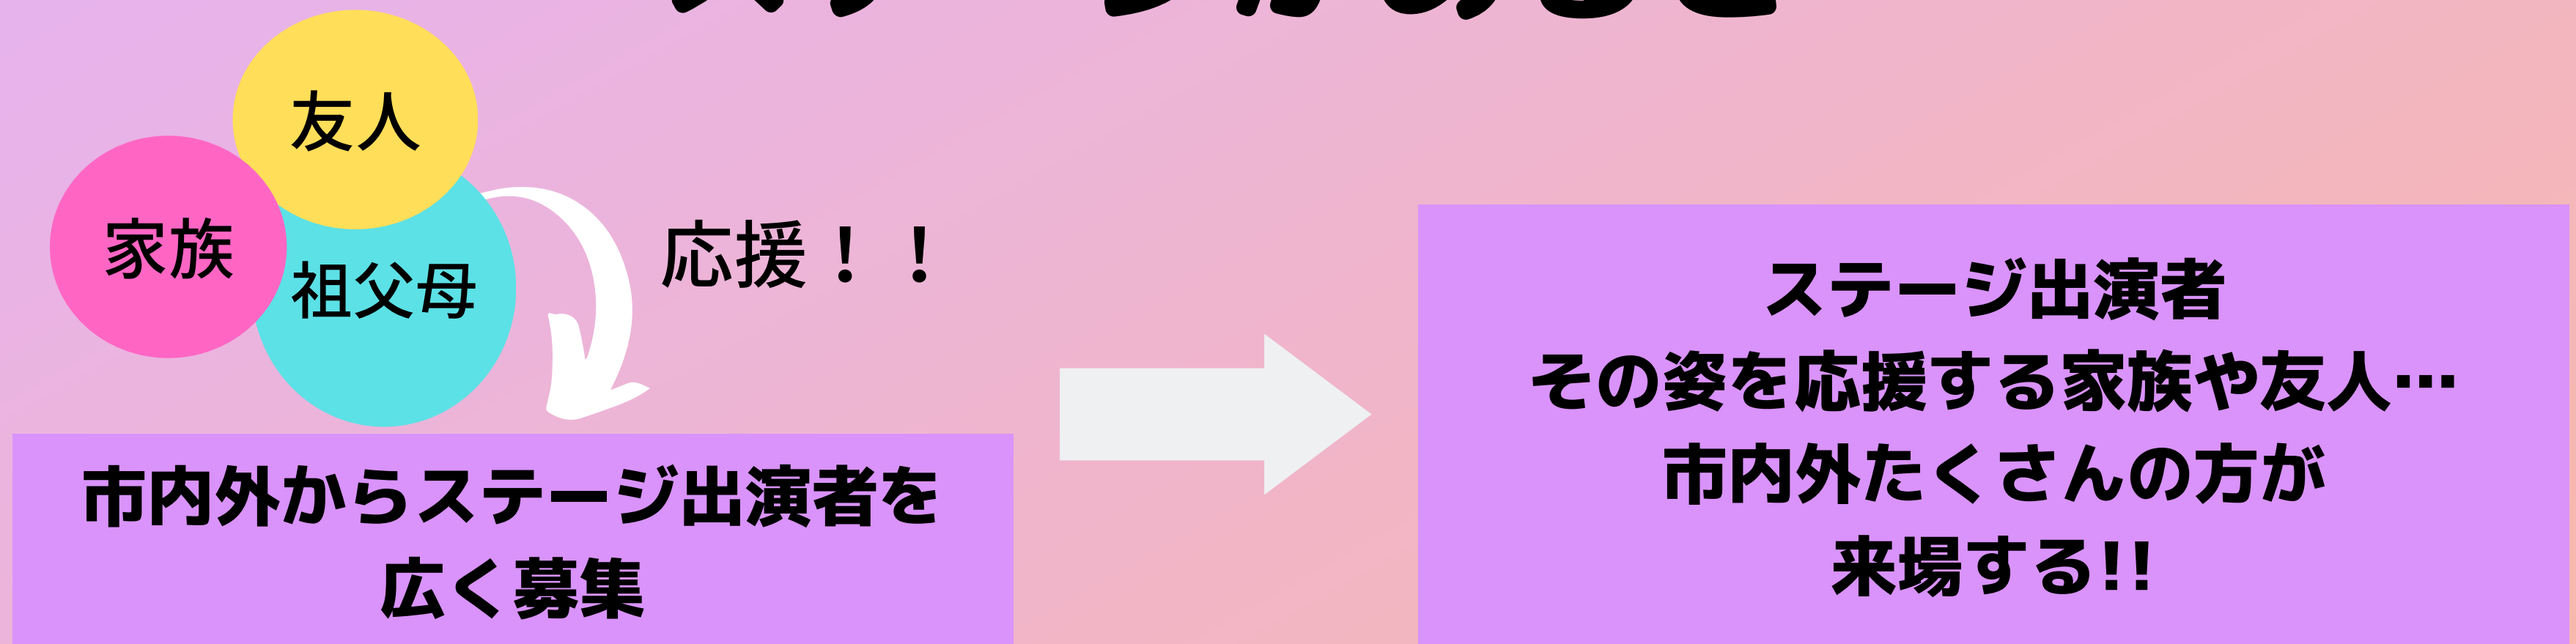 友人
家族
祖父母
応援！！
市内外からステージ出演者を
広く募集
ステージ出演者
その姿を応援する家族や友人…
市内外たくさんの方が
来場する!!